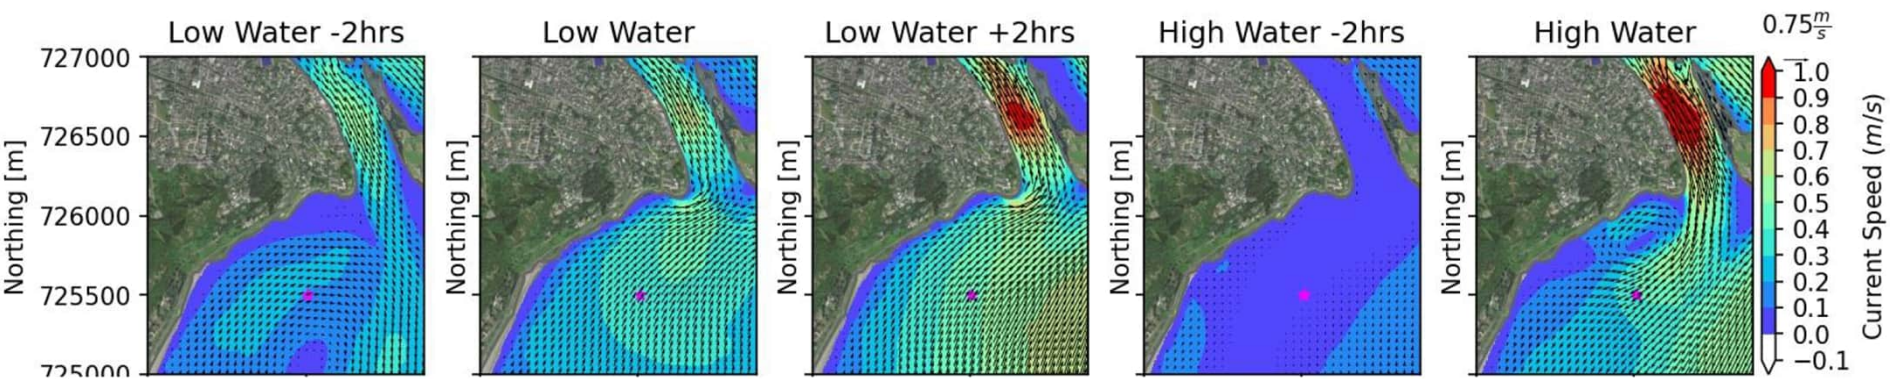 Low Water -2hrs
Low Water
Low Water +2hrs
High Water -2hrs
High Water
0.75 m/s
727000
726500
726000
725500
725000
Northing [m]
Northing [m]
Northing [m]
Northing [m]
Northing [m]
1.0
0.9
0.8
0.7
0.6
0.5
0.4
0.3
0.2
0.1
0.0
−0.1
Current Speed (m/s)